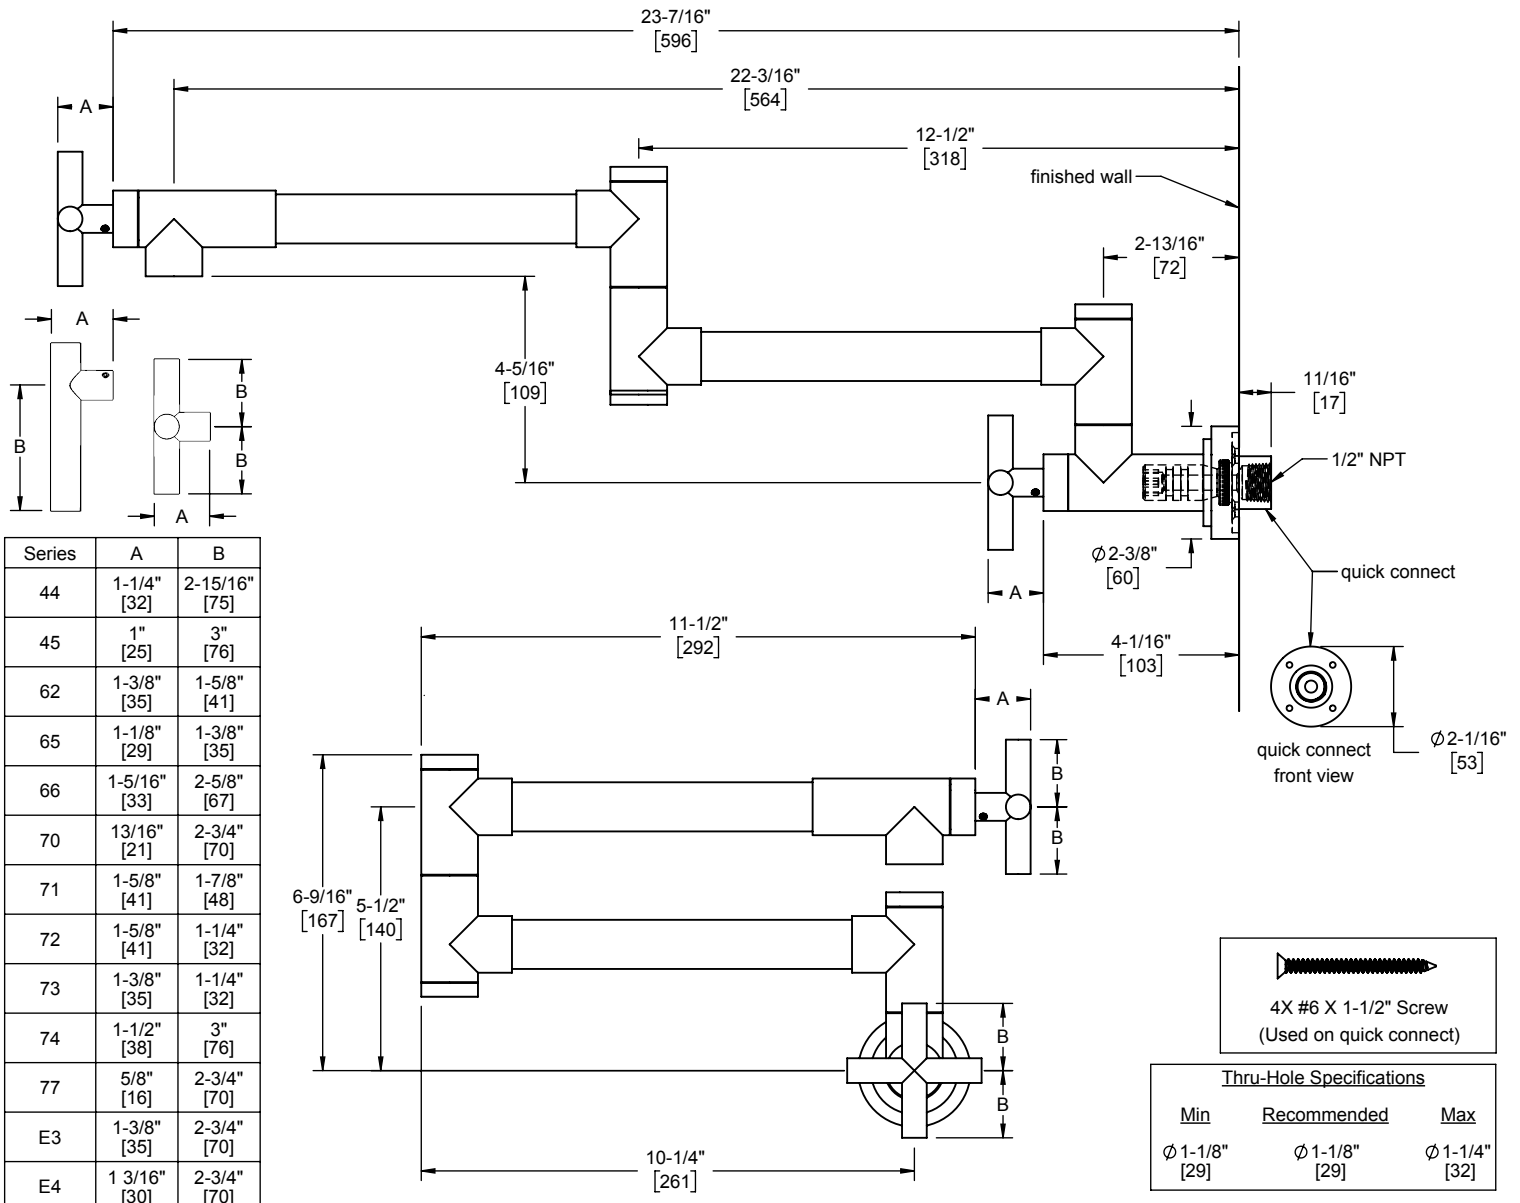 23-7/16"
[596]
22-3/16"
[564]
A
12-1/2"
[318]
finished wall
2-13/16"
[72]
A
4-5/16"
[109]
B
B
B
A
11/16"
[17]
1/2" NPT
Ø2-3/8"
[60]
quick connect
A
4-1/16"
[103]
Series A B
44 1-1/4" [32] 2-15/16" [75]
45 1" [25] 3" [76]
62 1-3/8" [35] 1-5/8" [41]
65 1-1/8" [29] 1-3/8" [35]
66 1-5/16" [33] 2-5/8" [67]
70 13/16" [21] 2-3/4" [70]
71 1-5/8" [41] 1-7/8" [48]
72 1-5/8" [41] 1-1/4" [32]
73 1-3/8" [35] 1-1/4" [32]
74 1-1/2" [38] 3" [76]
77 5/8" [16] 2-3/4" [70]
E3 1-3/8" [35] 2-3/4" [70]
E4 1 3/16" [30] 2-3/4" [70]
11-1/2"
[292]
A
B
B
6-9/16"
[167]
5-1/2"
[140]
B
B
10-1/4"
[261]
quick connect
front view
Ø2-1/16"
[53]
4X #6 X 1-1/2" Screw
(Used on quick connect)
Thru-Hole Specifications
Min Recommended Max
Ø1-1/8" Ø1-1/8" Ø1-1/4"
[29] [29] [32]